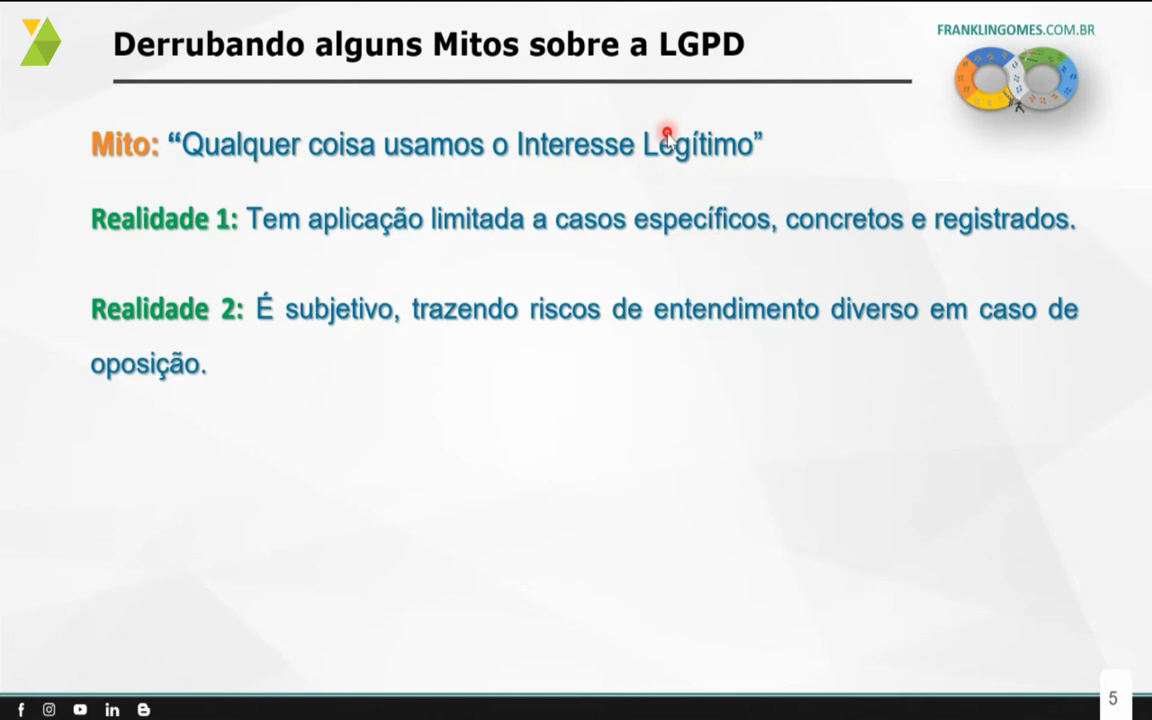 Derrubando alguns Mitos sobre a LGPD
FRANKLINGOMES.COM.BR
Mito: “Qualquer coisa usamos o Interesse Legítimo”
Realidade 1: Tem aplicação limitada a casos específicos, concretos e registrados.
Realidade 2: É subjetivo, trazendo riscos de entendimento diverso em caso de
oposição.
5